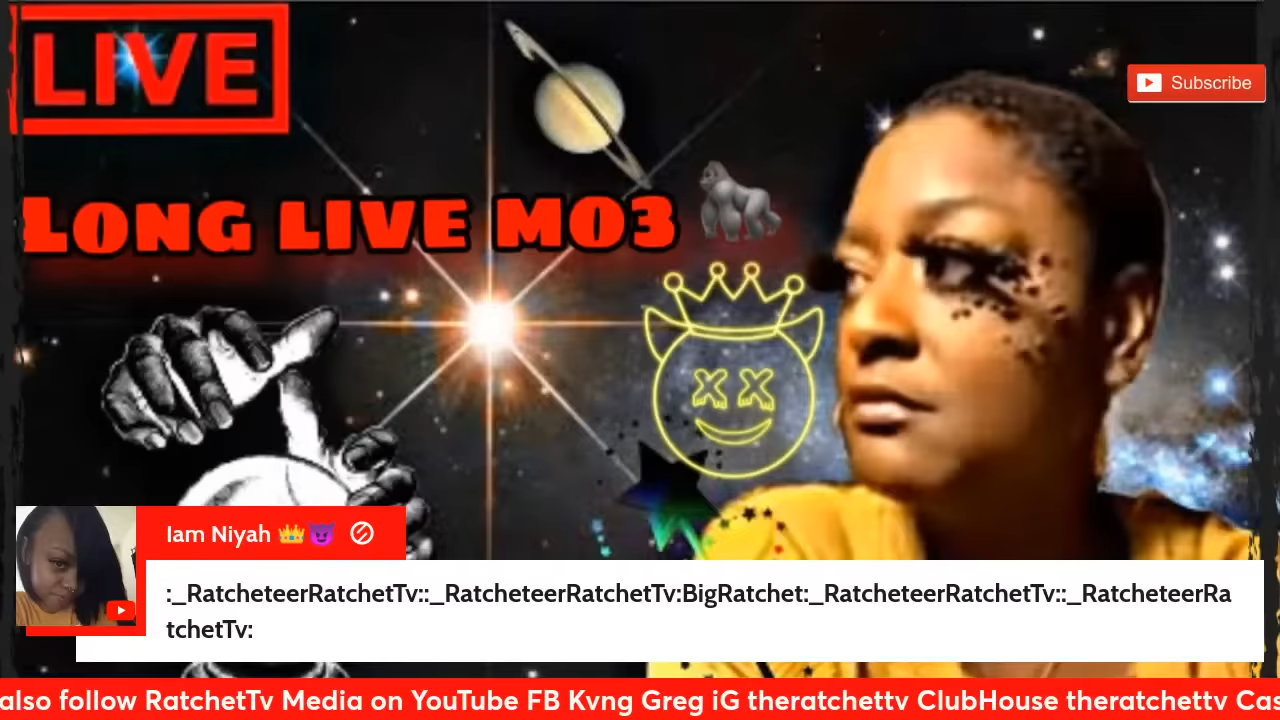 LIVE
Subscribe
LONG LIVE MO3
Iam Niyah 👑😈
:_RatcheteerRatchetTv::_RatcheteerRatchetTv:BigRatchet:_RatcheteerRatchetTv::_RatcheteerRa
tchetTv:
also follow RatchetTv Media on YouTube FB Kvng Greg iG theratchettv ClubHouse theratchettv Cas